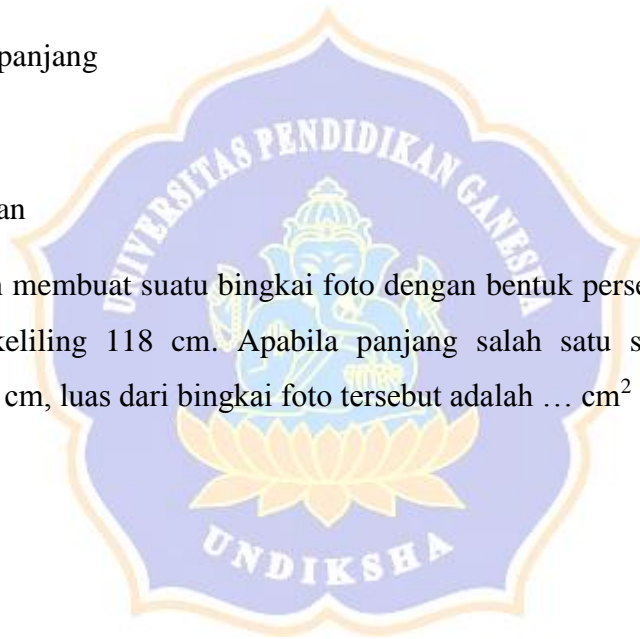 panjang
UNIVERSITAS PENDIDIKAN GANESHA
an
membuat suatu bingkai foto dengan bentuk perse
keliling 118 cm. Apabila panjang salah satu s
cm, luas dari bingkai foto tersebut adalah … cm²
UNDIKSHA